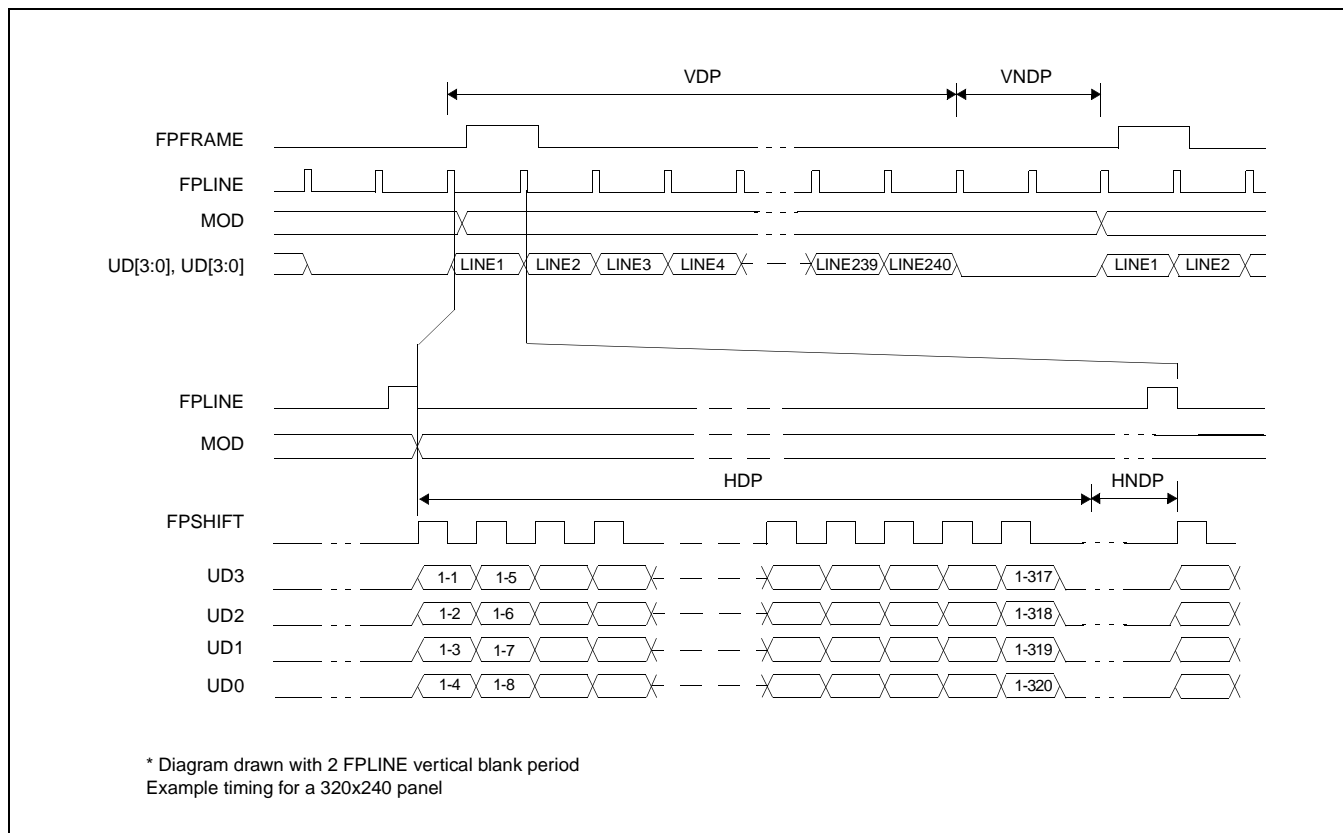 VDP VNDP
FPFRAME
FPLINE
MOD
UD[3:0], UD[3:0] LINE1 LINE2 LINE3 LINE4 LINE239 LINE240 LINE1 LINE2
FPLINE
MOD
HDP HNDP
FPSHIFT
UD3 1-1 1-5 1-317
UD2 1-2 1-6 1-318
UD1 1-3 1-7 1-319
UD0 1-4 1-8 1-320
* Diagram drawn with 2 FPLINE vertical blank period
Example timing for a 320x240 panel